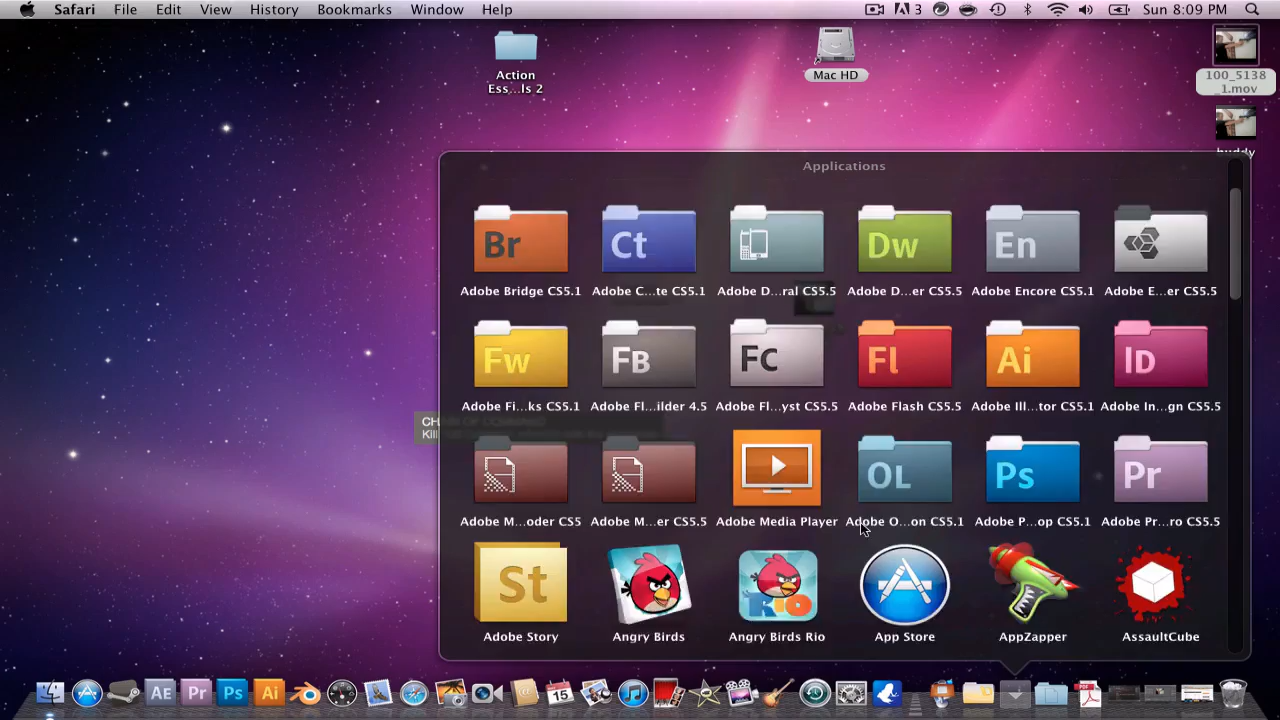 Safari File Edit View History Bookmarks Window Help 3 Sun 8:09 PM
Action
Ess...ls 2
Mac HD
100_5138
_1.mov
buddy
Applications
Br Ct Dw En
Adobe Bridge CS5.1 Adobe C...te CS5.1 Adobe D...ral CS5.5 Adobe D...er CS5.5 Adobe Encore CS5.1 Adobe E...er CS5.5
Fw FB FC Fl Ai ID
Adobe Fi...ks CS5.1 Adobe Fl...ilder 4.5 Adobe Fl...yst CS5.5 Adobe Flash CS5.5 Adobe Ill...tor CS5.1 Adobe In...gn CS5.5
Kill
OL Ps Pr
Adobe M...oder CS5 Adobe M...er CS5.5 Adobe Media Player Adobe O...on CS5.1 Adobe P...op CS5.1 Adobe Pr...ro CS5.5
St RIO
Adobe Story Angry Birds Angry Birds Rio App Store AppZapper AssaultCube
AE Pr Ps Ai 15 PDF